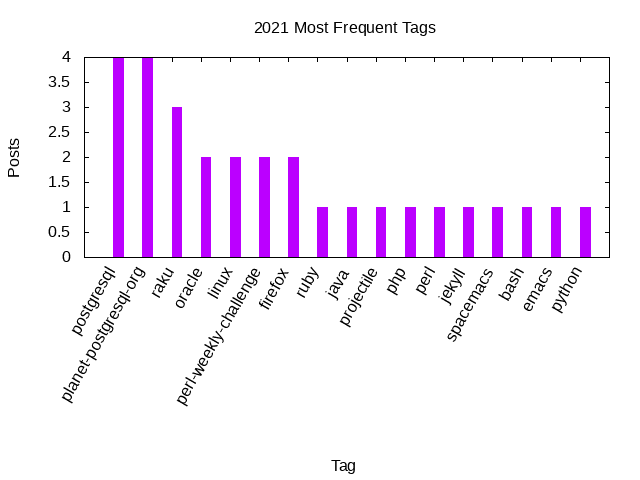 2021 Most Frequent Tags
4
3.5
3
2.5
2
1.5
1
0.5
0
Posts
postgresql
planet-postgresql-org
raku
oracle
linux
perl-weekly-challenge
firefox
ruby
java
projectile
php
perl
jekyll
spacemacs
bash
emacs
python
Tag